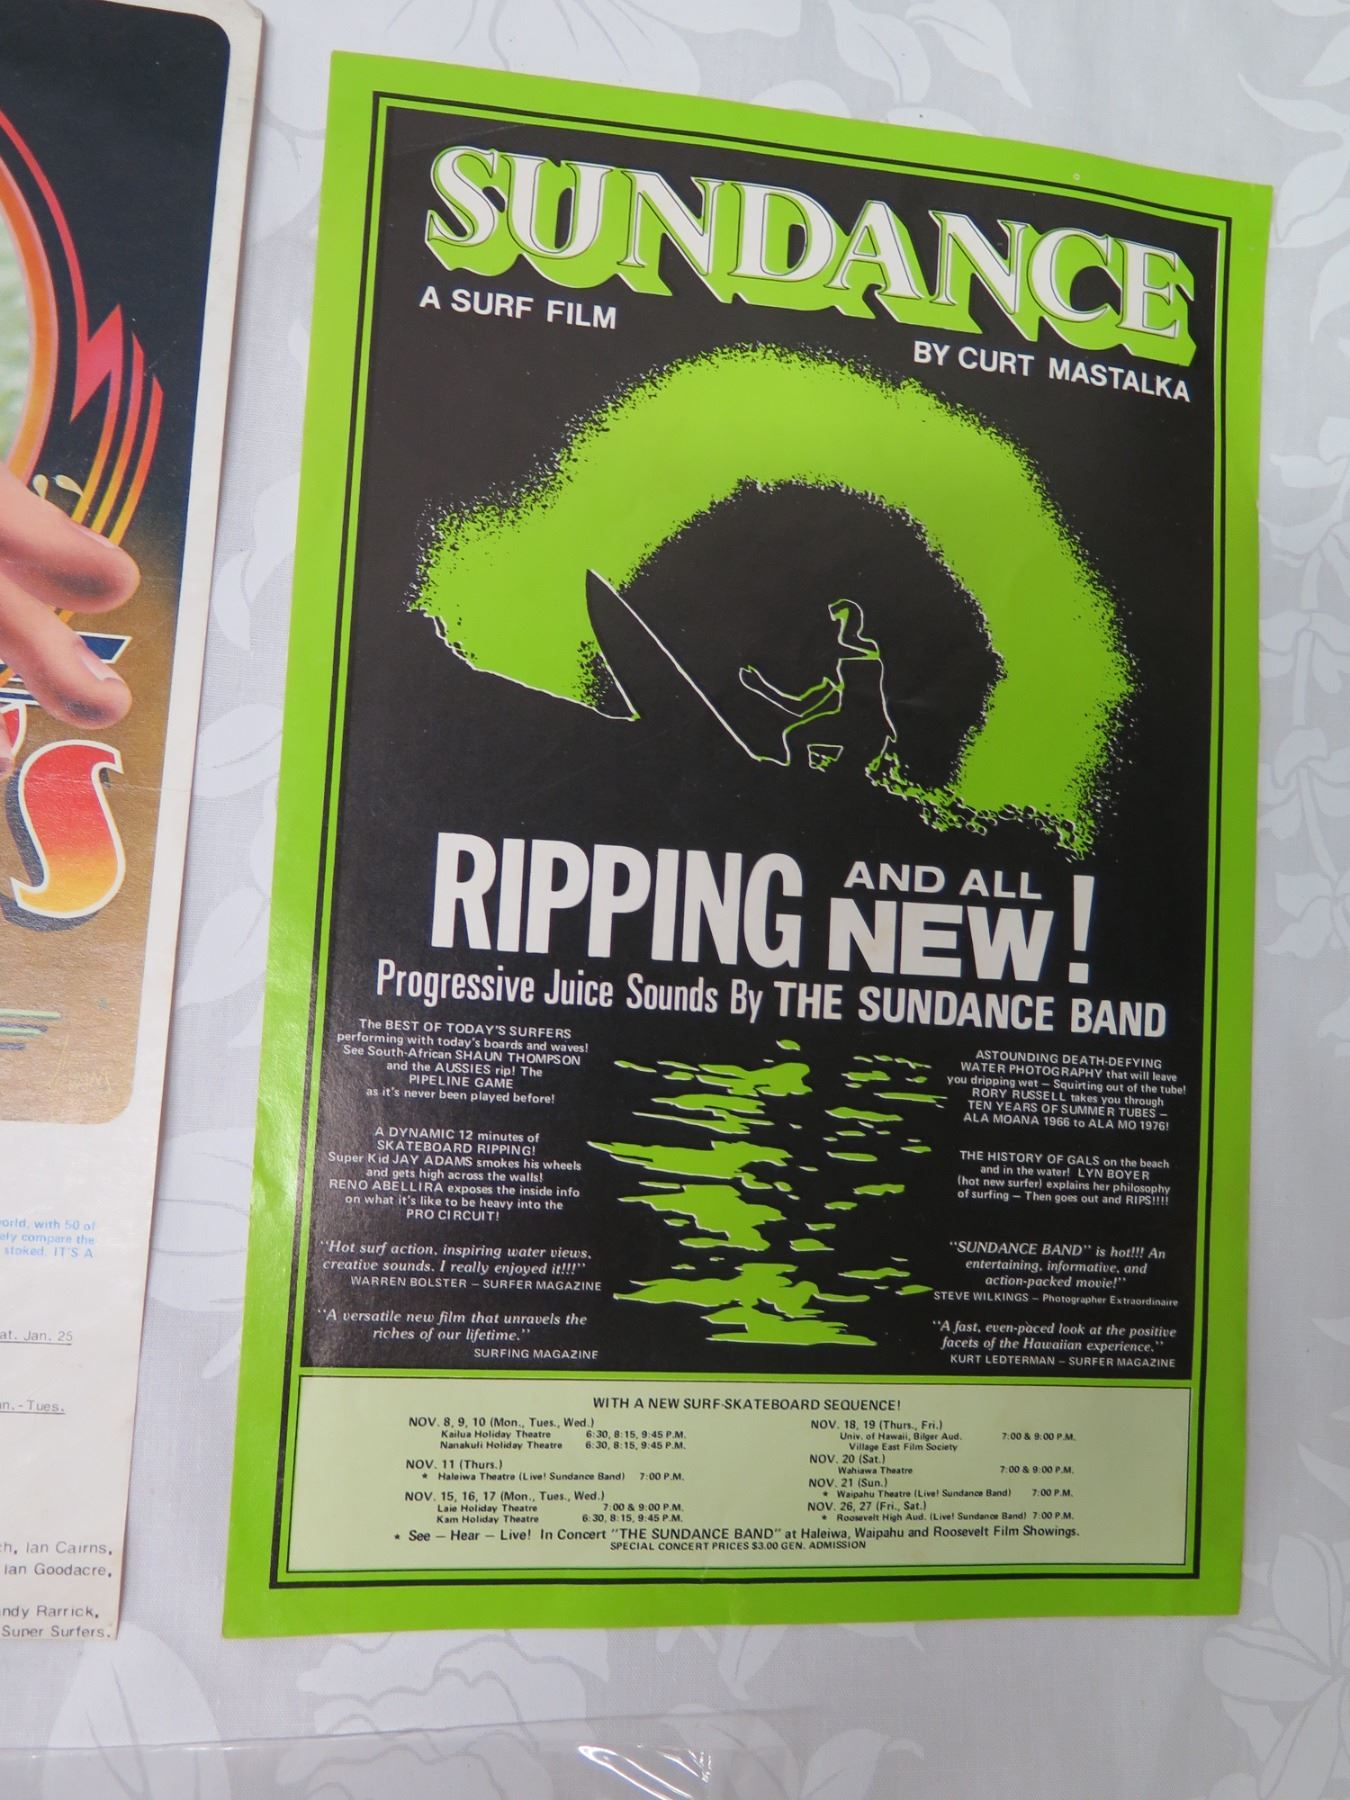 SUNDANCE
A SURF FILM
BY CURT MASTALKA
RIPPING AND ALL NEW!
Progressive Juice Sounds By THE SUNDANCE BAND
The BEST OF TODAY'S SURFERS
performing with today's boards and waves!
See South-African SHAUN THOMPSON
and the AUSSIES rip! The
PIPELINE GAME
as it's never been played before!
A DYNAMIC 12 minutes of
SKATEBOARD RIPPING!
Super Kid JAY ADAMS smokes his wheels
and gets high across the walls!
RENO ABELLIRA exposes the inside info
on what it's like to be heavy into the
PRO CIRCUIT!
"Hot surf action, inspiring water views,
creative sounds. I really enjoyed it!!!"
WARREN BOLSTER – SURFER MAGAZINE
"A versatile new film that unravels the
riches of our lifetime."
SURFING MAGAZINE
ASTOUNDING DEATH-DEFYING
WATER PHOTOGRAPHY that will leave
you dripping wet – Squirting out of the tube!
RORY RUSSELL takes you through
TEN YEARS OF SUMMER TUBES –
ALA MOANA 1966 to ALA MO 1976!
THE HISTORY OF GALS on the beach
and in the water! LYN BOYER
(hot new surfer) explains her philosophy
of surfing – Then goes out and RIPS!!!!
"SUNDANCE BAND" is hot!!! An
entertaining, informative, and
action-packed movie!"
STEVE WILKINGS – Photographer Extraordinaire
"A fast, even-paced look at the positive
facets of the Hawaiian experience."
KURT LEDTERMAN – SURFER MAGAZINE
WITH A NEW SURF-SKATEBOARD SEQUENCE!
NOV. 8, 9, 10 (Mon., Tues., Wed.)
Kailua Holiday Theatre 6:30, 8:15, 9:45 P.M.
Nanakuli Holiday Theatre 6:30, 8:15, 9:45 P.M.
NOV. 11 (Thurs.)
* Haleiwa Theatre (Live! Sundance Band) 7:00 P.M.
NOV. 15, 16, 17 (Mon., Tues., Wed.)
Laie Holiday Theatre 7:00 & 9:00 P.M.
Kam Holiday Theatre 6:30, 8:15, 9:45 P.M.
NOV. 18, 19 (Thurs., Fri.)
Univ. of Hawaii, Bilger Aud. 7:00 & 9:00 P.M.
Village East Film Society
NOV. 20 (Sat.)
Wahiawa Theatre 7:00 & 9:00 P.M.
NOV. 21 (Sun.)
* Waipahu Theatre (Live! Sundance Band) 7:00 P.M.
NOV. 26, 27 (Fri., Sat.)
* Roosevelt High Aud. (Live! Sundance Band) 7:00 P.M.
* See – Hear – Live! In Concert "THE SUNDANCE BAND" at Haleiwa, Waipahu and Roosevelt Film Showings.
SPECIAL CONCERT PRICES $3.00 GEN. ADMISSION
S
orld, with 50 of
ely compare the
stoked. IT'S A
at. Jan. 25
n.-Tues.
h, Ian Cairns,
Ian Goodacre,
ndy Rarrick,
Super Surfers.